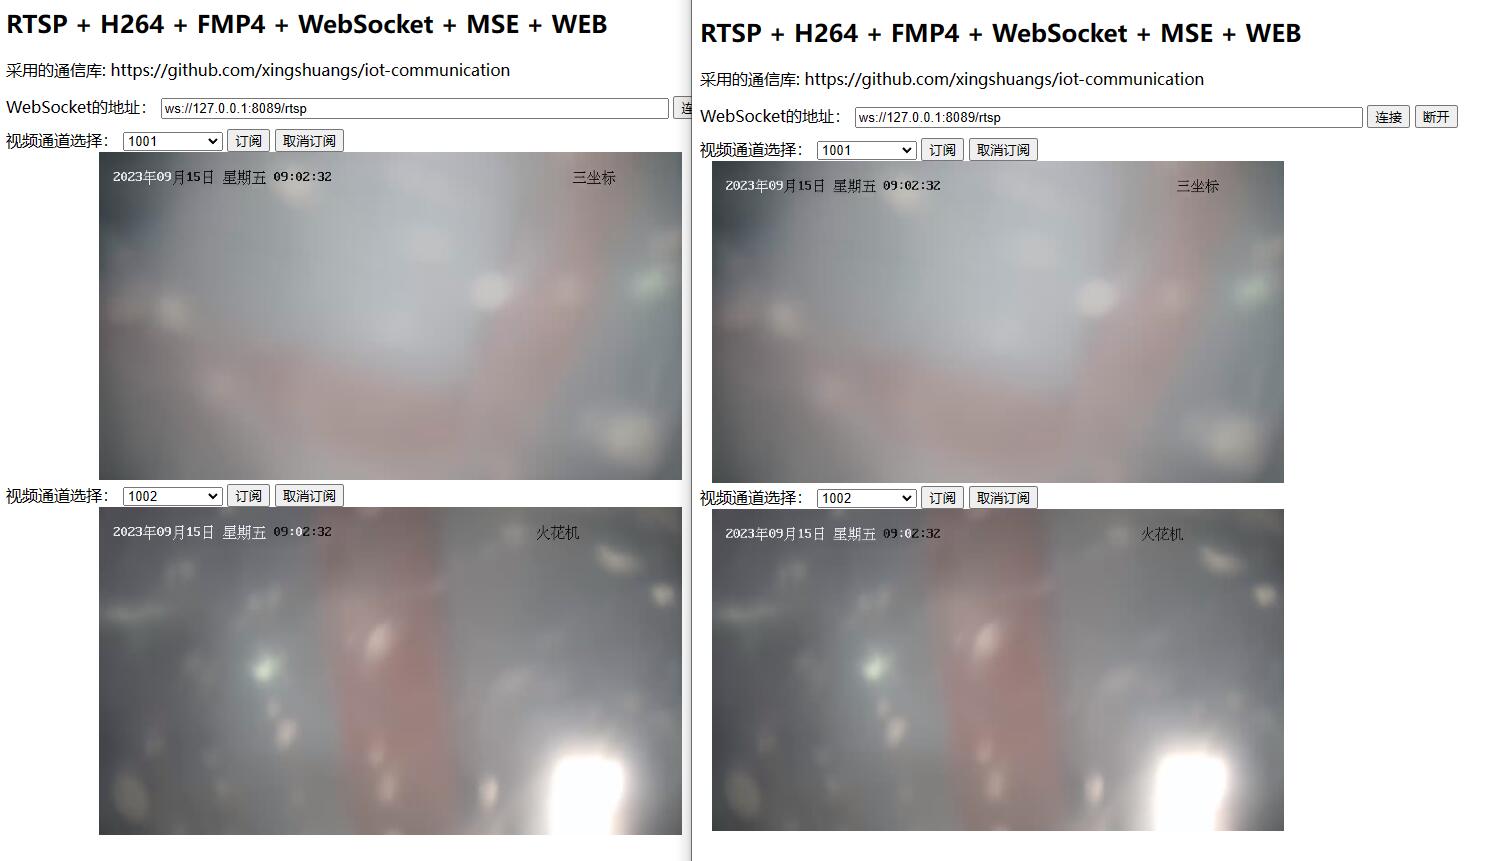 RTSP + H264 + FMP4 + WebSocket + MSE + WEB
采用的通信库: https://github.com/xingshuangs/iot-communication
WebSocket的地址： ws://127.0.0.1:8089/rtsp 连
视频通道选择： 1001 订阅 取消订阅
2023年09月15日 星期五 09:02:32 三坐标
视频通道选择： 1002 订阅 取消订阅
2023年09月15日 星期五 09:02:32 火花机
RTSP + H264 + FMP4 + WebSocket + MSE + WEB
采用的通信库: https://github.com/xingshuangs/iot-communication
WebSocket的地址： ws://127.0.0.1:8089/rtsp 连接 断开
视频通道选择： 1001 订阅 取消订阅
2023年09月15日 星期五 09:02:32 三坐标
视频通道选择： 1002 订阅 取消订阅
2023年09月15日 星期五 09:02:32 火花机